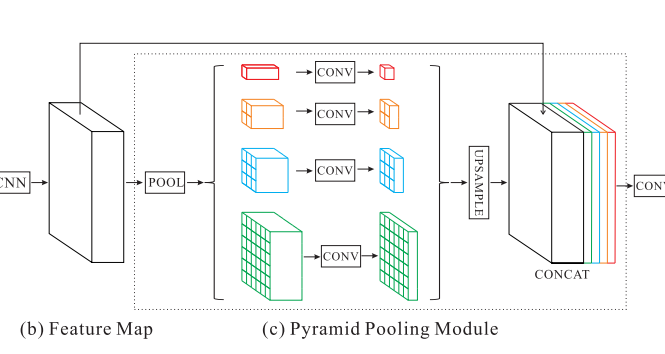 CNN
POOL
CONV
CONV
CONV
CONV
UPSAMPLE
CONCAT
CONV
(b) Feature Map
(c) Pyramid Pooling Module